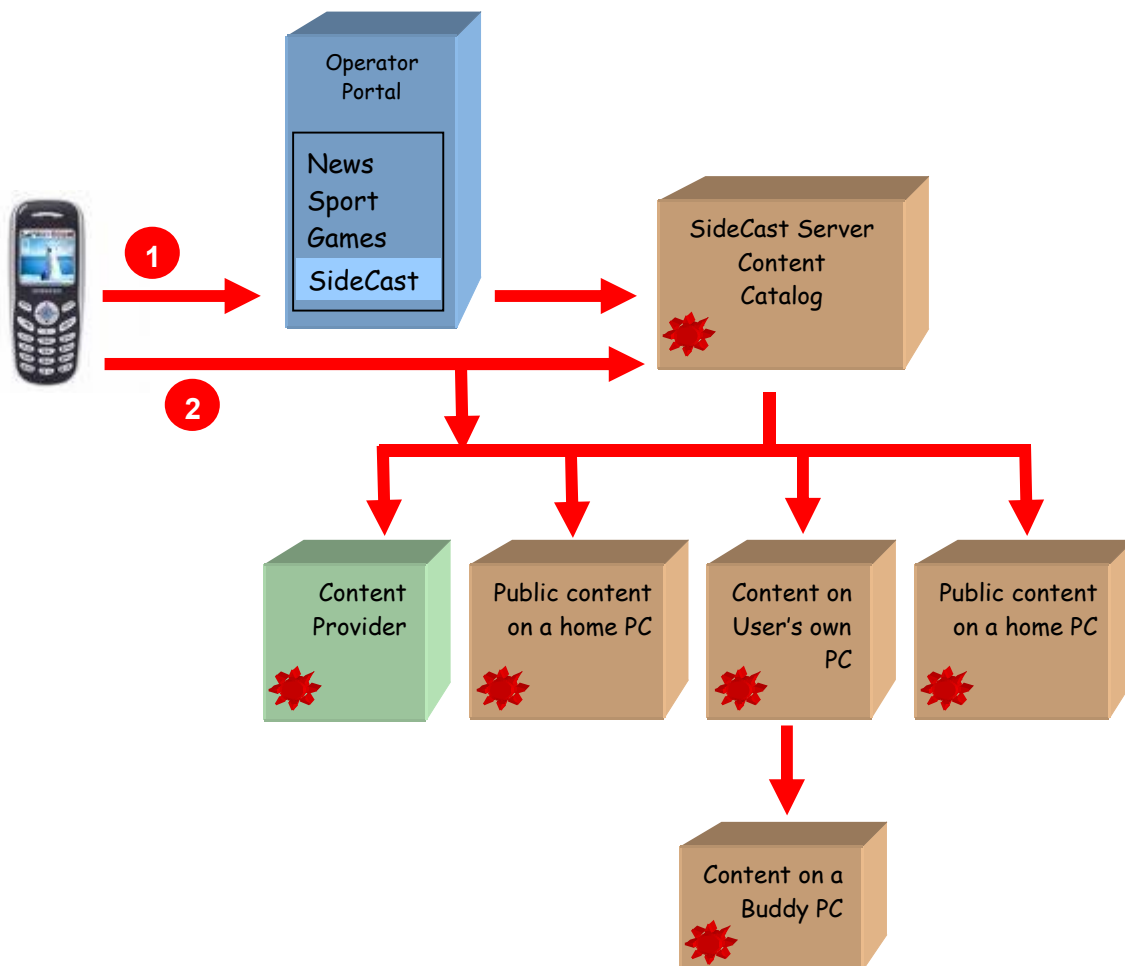 Operator
Portal
News
Sport
Games
SideCast
SideCast Server
Content
Catalog
1
2
Content
Provider
Public content
on a home PC
Content on
User's own
PC
Public content
on a home PC
Content on a
Buddy PC